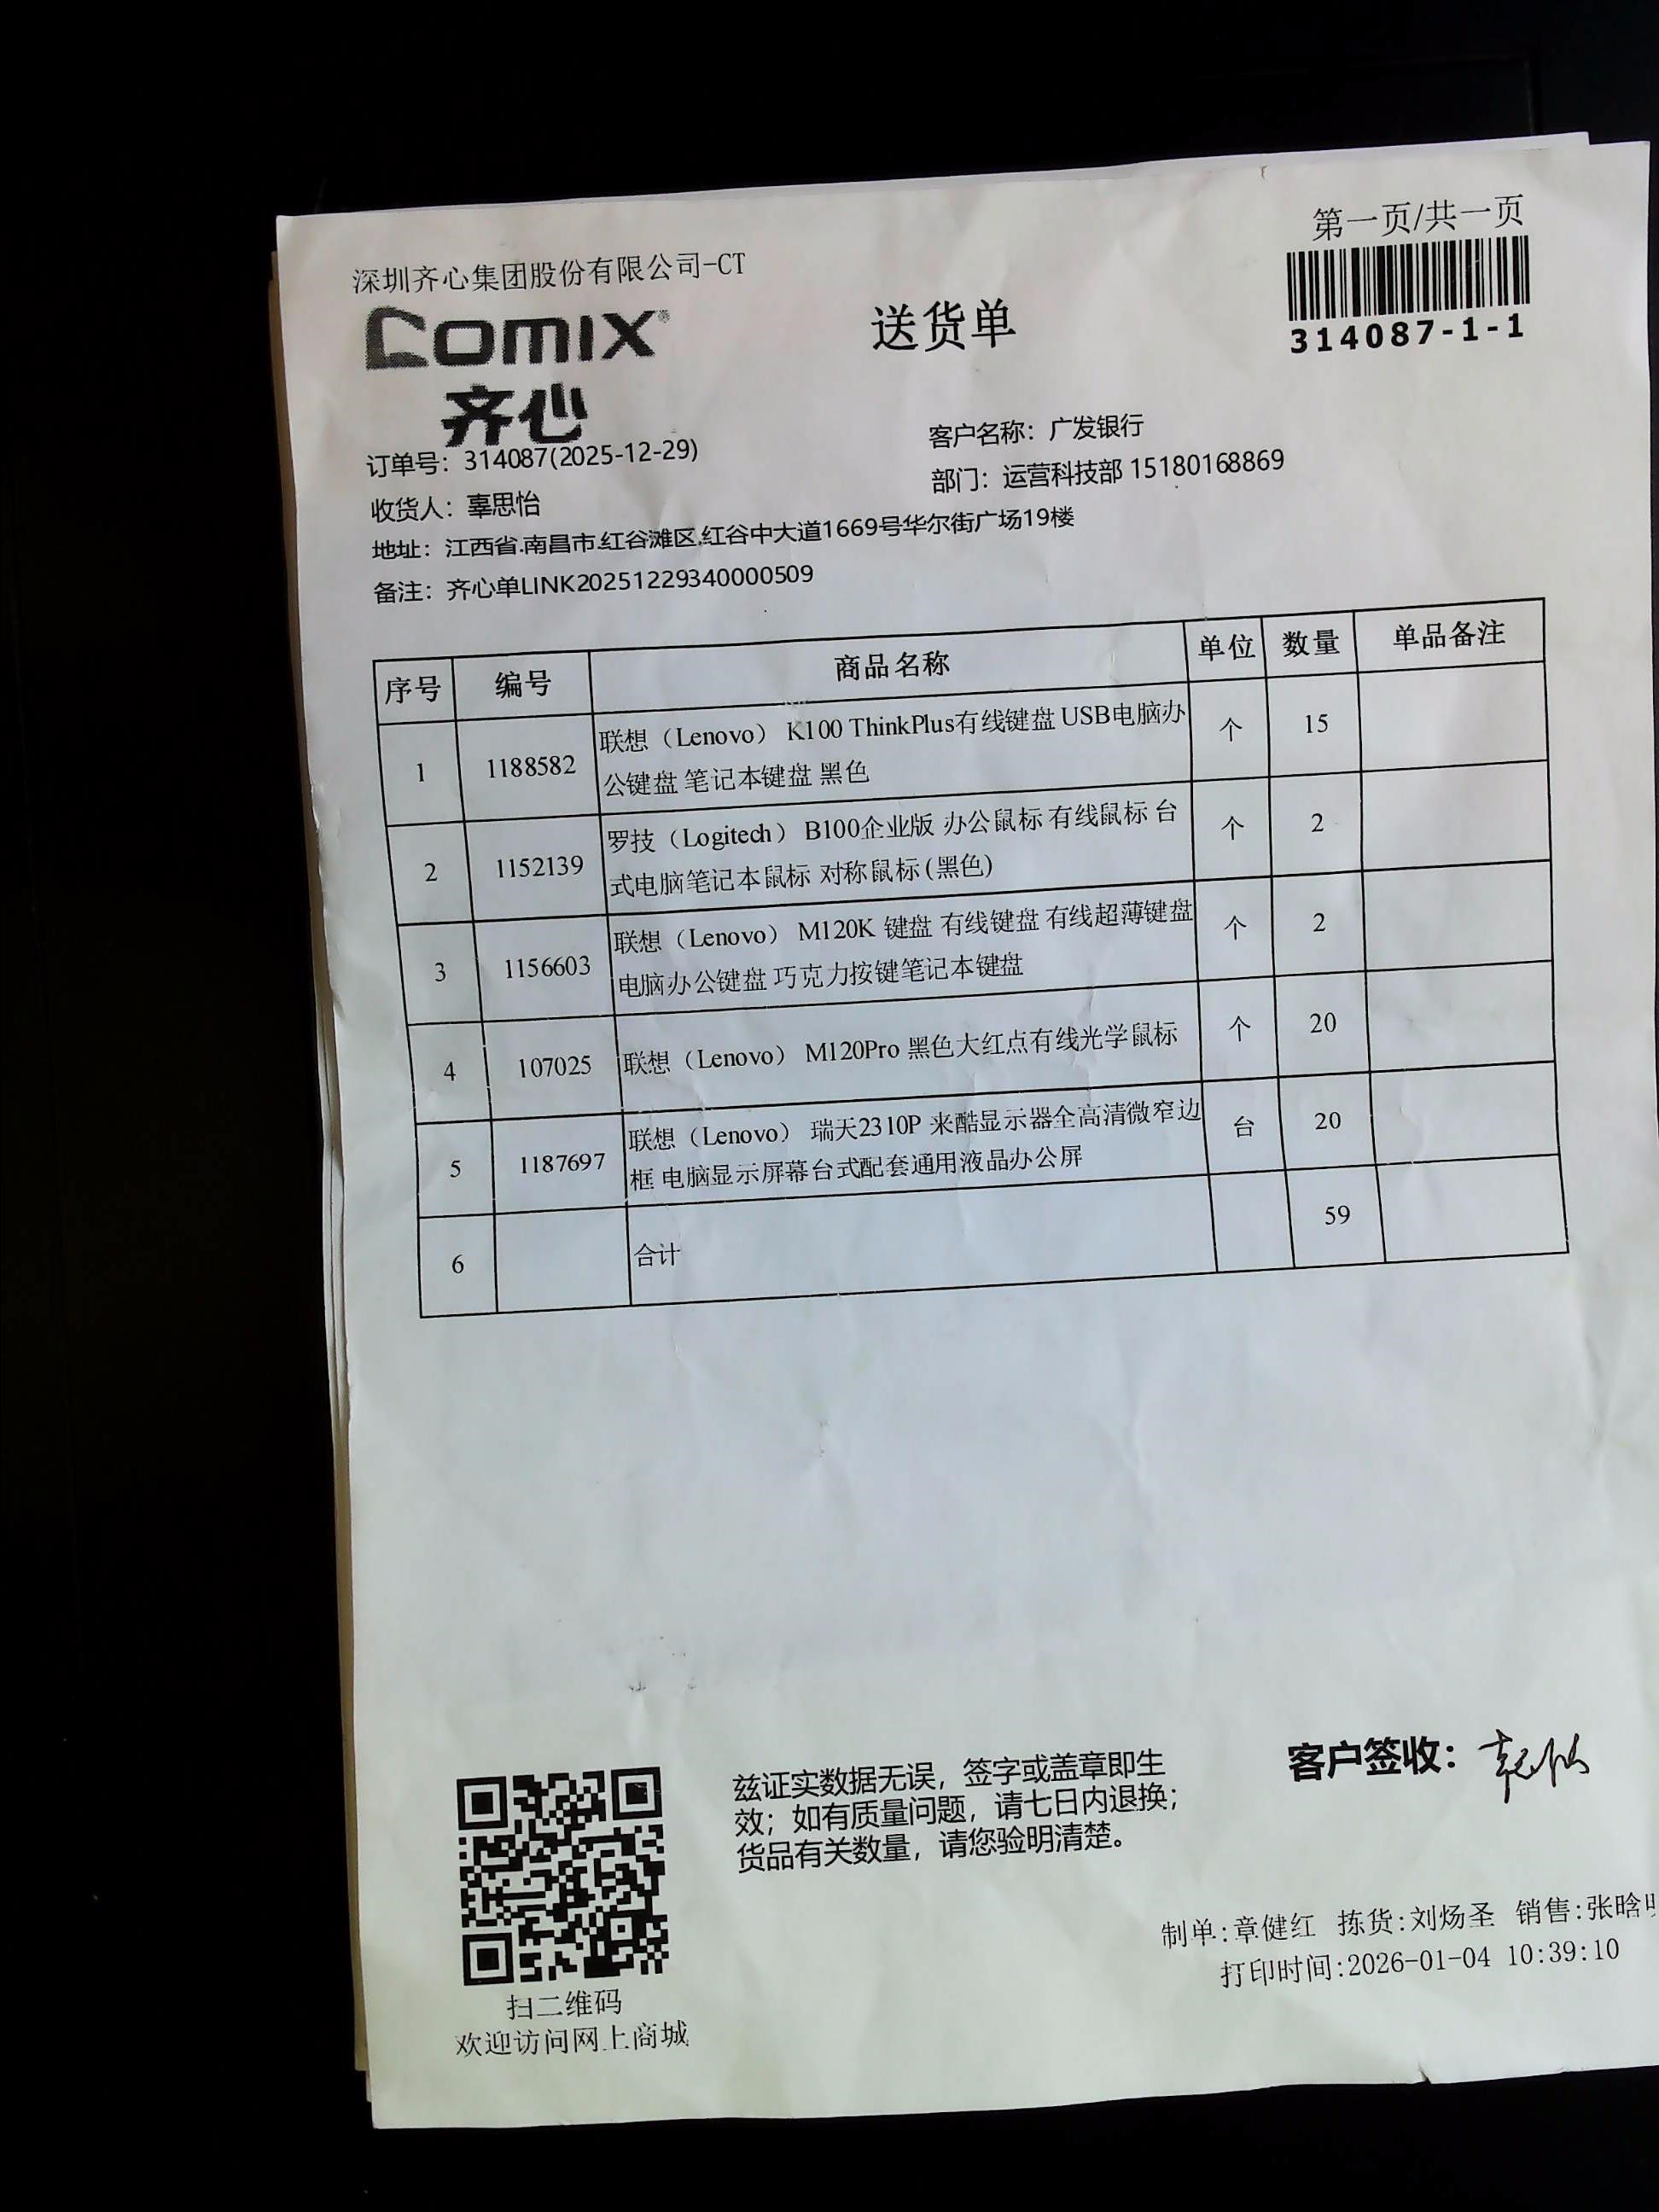 第一页/共一页
深圳齐心集团股份有限公司-CT
comix®
齐心
送货单
314087-1-1
订单号：314087(2025-12-29)
客户名称：广发银行
收货人：辜思怡
部门：运营科技部 15180168869
地址：江西省.南昌市.红谷滩区.红谷中大道1669号华尔街广场19楼
备注：齐心单LINK20251229340000509
序号 编号 商品名称 单位 数量 单品备注
1 1188582 联想（Lenovo） K100 ThinkPlus有线键盘 USB电脑办 个 15
公键盘 笔记本键盘 黑色
2 1152139 罗技（Logitech） B100企业版 办公鼠标 有线鼠标 台 个 2
式电脑笔记本鼠标 对称鼠标 (黑色)
3 1156603 联想（Lenovo） M120K 键盘 有线键盘 有线超薄键盘 个 2
电脑办公键盘 巧克力按键笔记本键盘
4 107025 联想（Lenovo） M120Pro 黑色大红点有线光学鼠标 个 20
5 1187697 联想（Lenovo） 瑞天2310P 来酷显示器全高清微窄边 台 20
框 电脑显示屏幕台式配套通用液晶办公屏
6 合计 59
兹证实数据无误，签字或盖章即生
效；如有质量问题，请七日内退换；
货品有关数量，请您验明清楚。
客户签收：
制单:章健红 拣货:刘炀圣 销售:张晗
打印时间:2026-01-04 10:39:10
扫二维码
欢迎访问网上商城